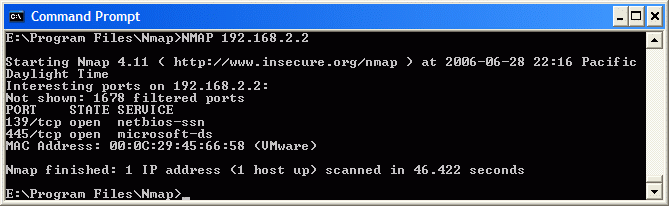 Command Prompt
E:\Program Files\Nmap>NMAP 192.168.2.2
Starting Nmap 4.11 ( http://www.insecure.org/nmap ) at 2006-06-28 22:16 Pacific
Daylight Time
Interesting ports on 192.168.2.2:
Not shown: 1678 filtered ports
PORT    STATE SERVICE
139/tcp open  netbios-ssn
445/tcp open  microsoft-ds
MAC Address: 00:0C:29:45:66:58 (VMware)
Nmap finished: 1 IP address (1 host up) scanned in 46.422 seconds
E:\Program Files\Nmap>_